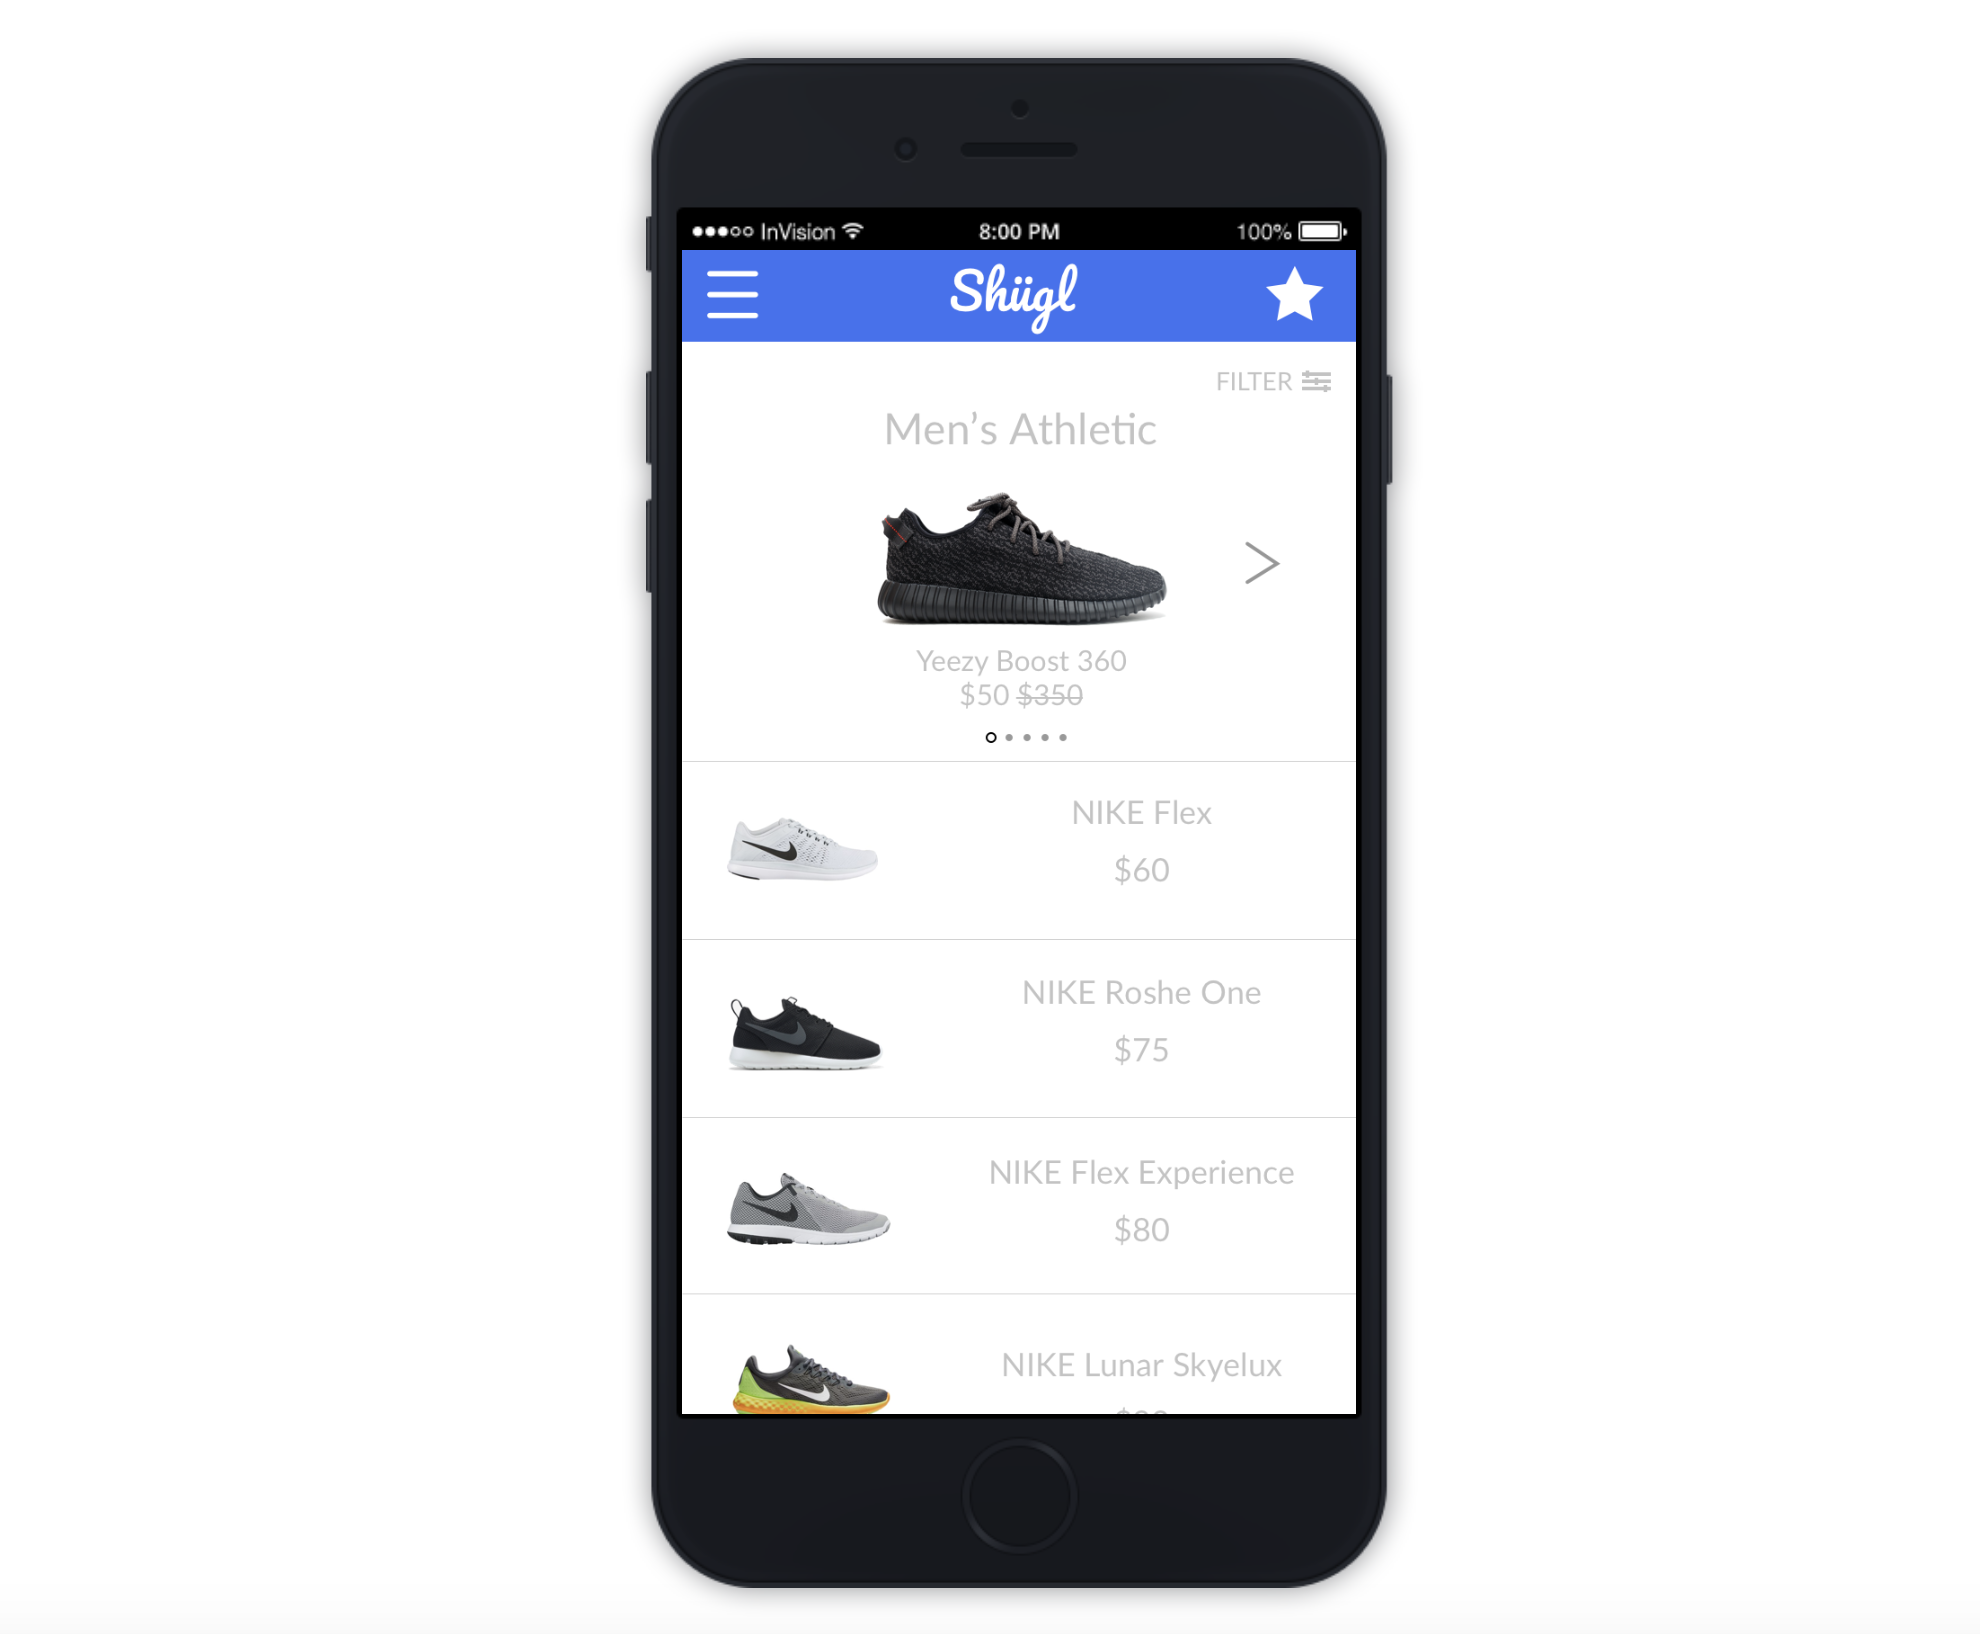 InVision 8:00 PM 100%
Shügl
FILTER
Men's Athletic
Yeezy Boost 360
$50 $350
NIKE Flex
$60
NIKE Roshe One
$75
NIKE Flex Experience
$80
NIKE Lunar Skyelux